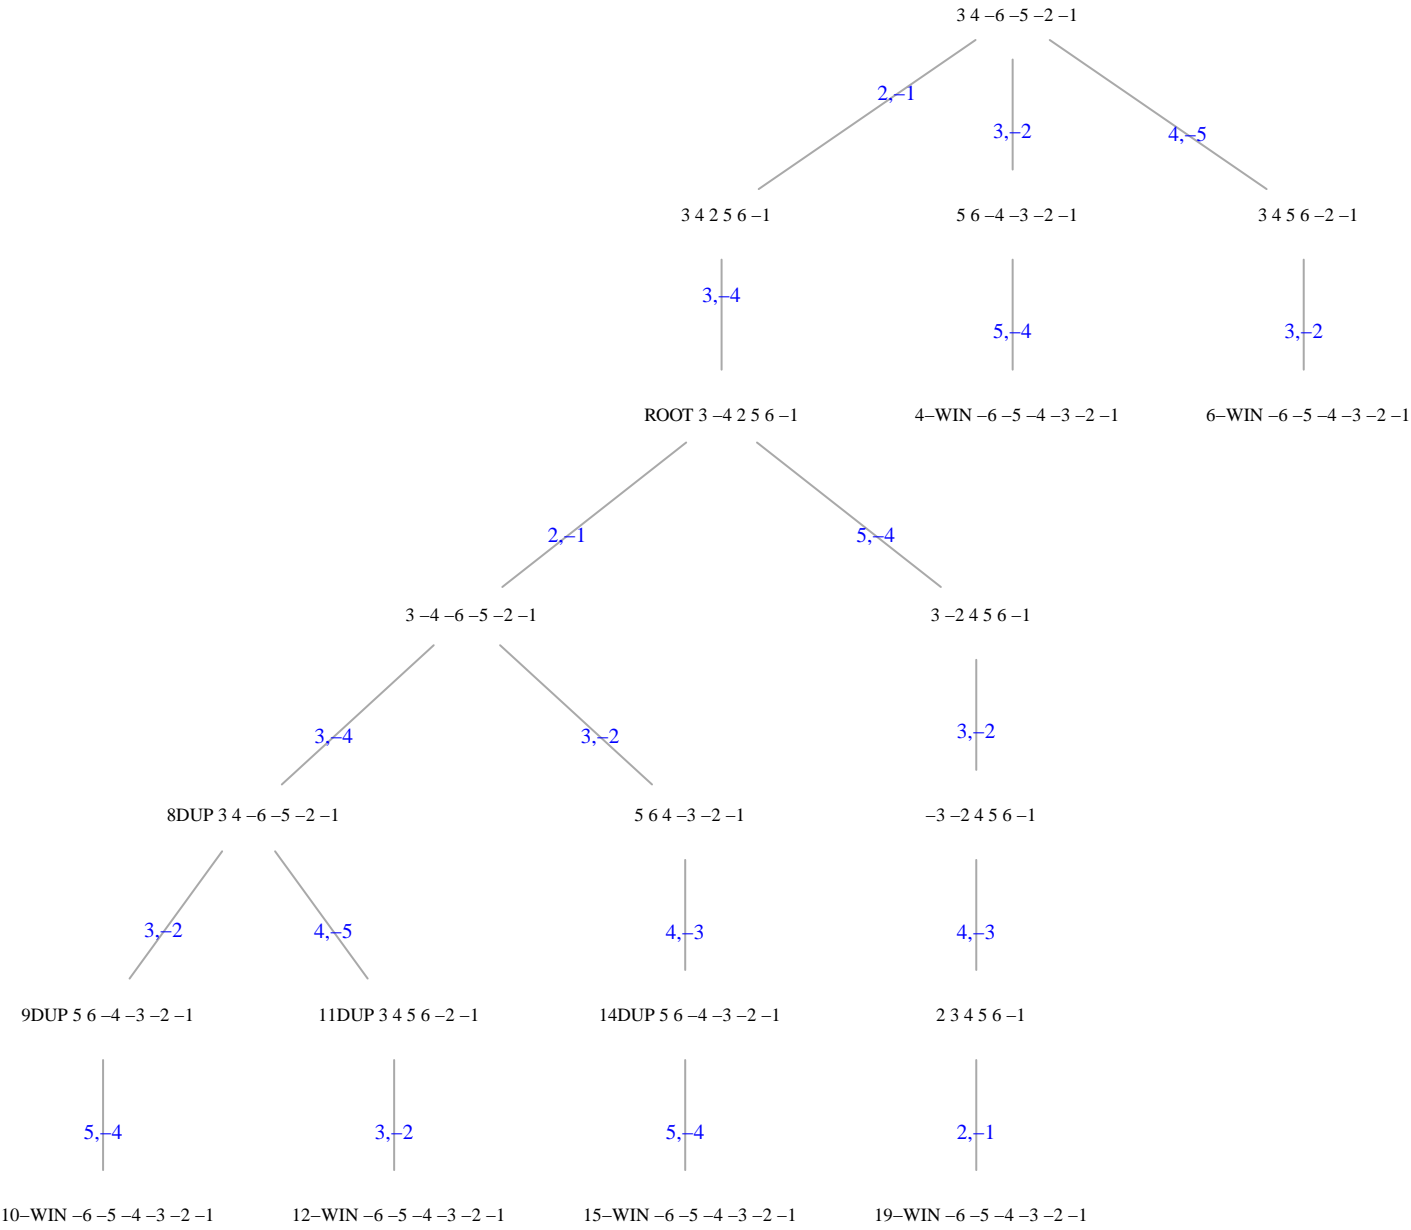 3 4 –6 –5 –2 –1
2,–1
3,–2
4,–5
3 4 2 5 6 –1
5 6 –4 –3 –2 –1
3 4 5 6 –2 –1
3,–4
5,–4
3,–2
ROOT 3 –4 2 5 6 –1
4–WIN –6 –5 –4 –3 –2 –1
6–WIN –6 –5 –4 –3 –2 –1
2,–1
5,–4
3 –4 –6 –5 –2 –1
3 –2 4 5 6 –1
3,–4
3,–2
3,–2
8DUP 3 4 –6 –5 –2 –1
5 6 4 –3 –2 –1
–3 –2 4 5 6 –1
3,–2
4,–5
4,–3
4,–3
9DUP 5 6 –4 –3 –2 –1
11DUP 3 4 5 6 –2 –1
14DUP 5 6 –4 –3 –2 –1
2 3 4 5 6 –1
5,–4
3,–2
5,–4
2,–1
10–WIN –6 –5 –4 –3 –2 –1
12–WIN –6 –5 –4 –3 –2 –1
15–WIN –6 –5 –4 –3 –2 –1
19–WIN –6 –5 –4 –3 –2 –1